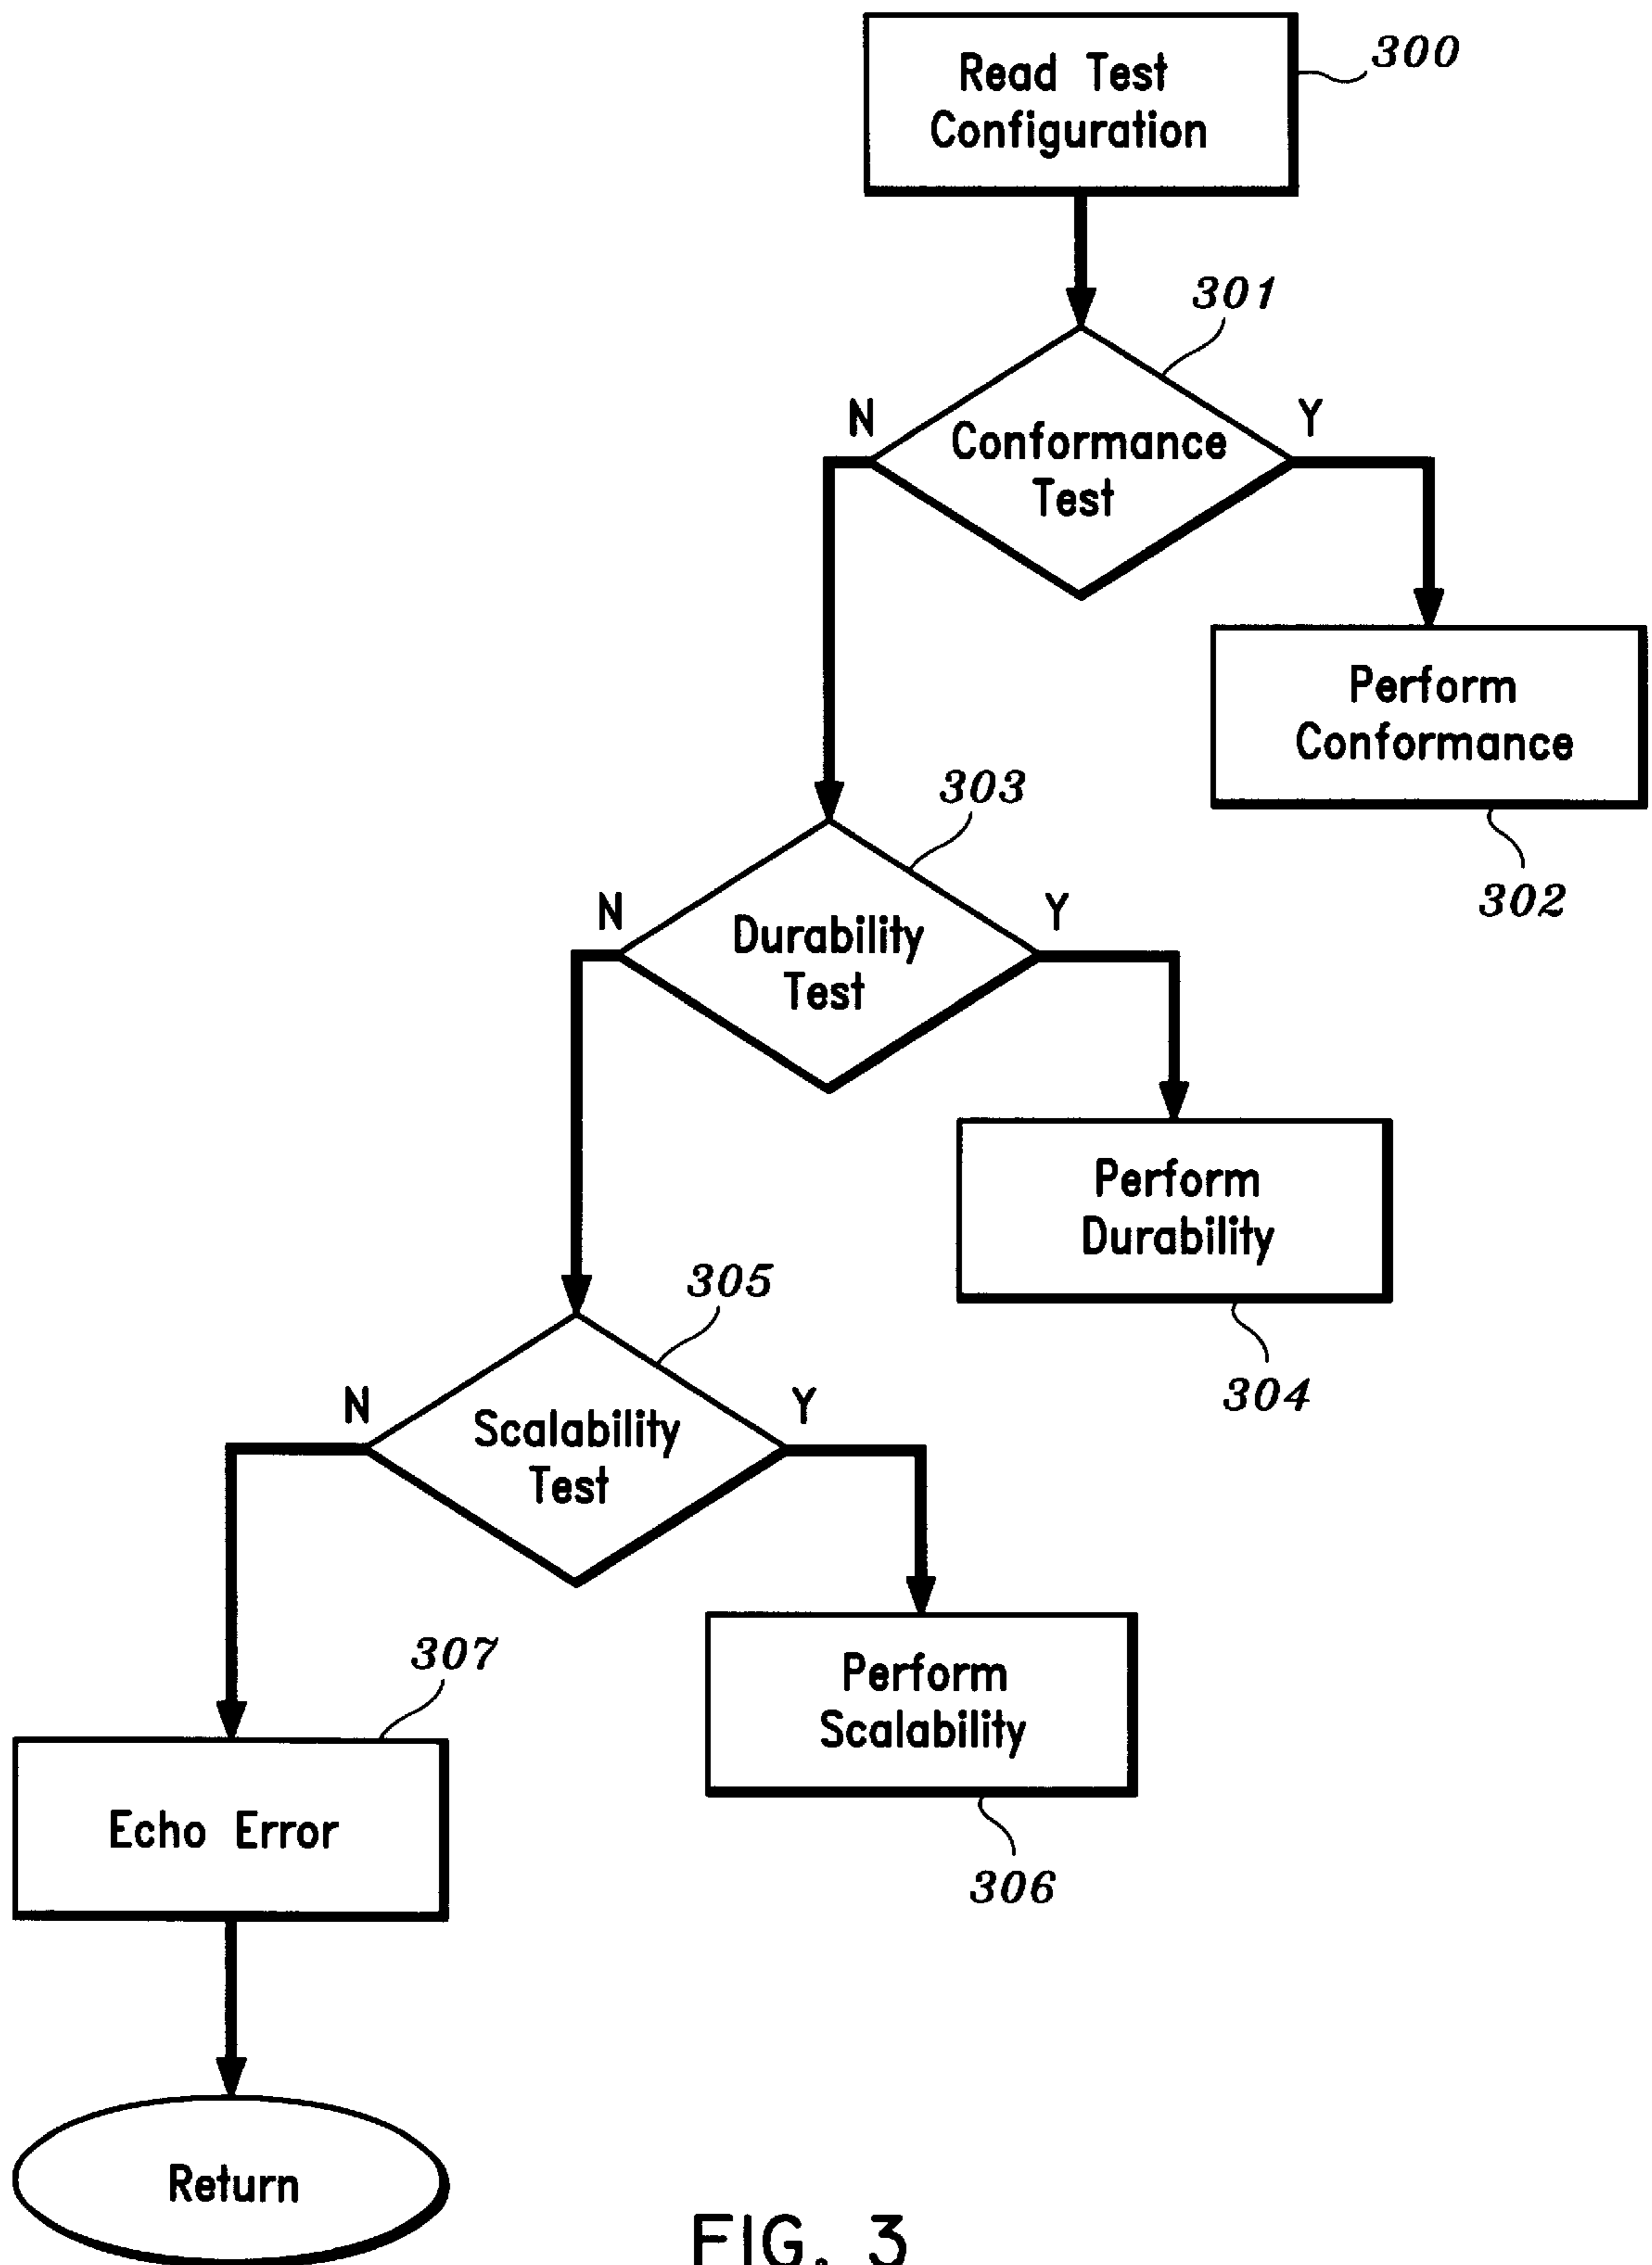 Read Test
Configuration
300
301
N
Y
Conformance
Test
Perform
Conformance
302
303
N
Y
Durability
Test
Perform
Durability
304
305
N
Y
Scalability
Test
Perform
Scalability
306
307
Echo Error
Return
FIG. 3